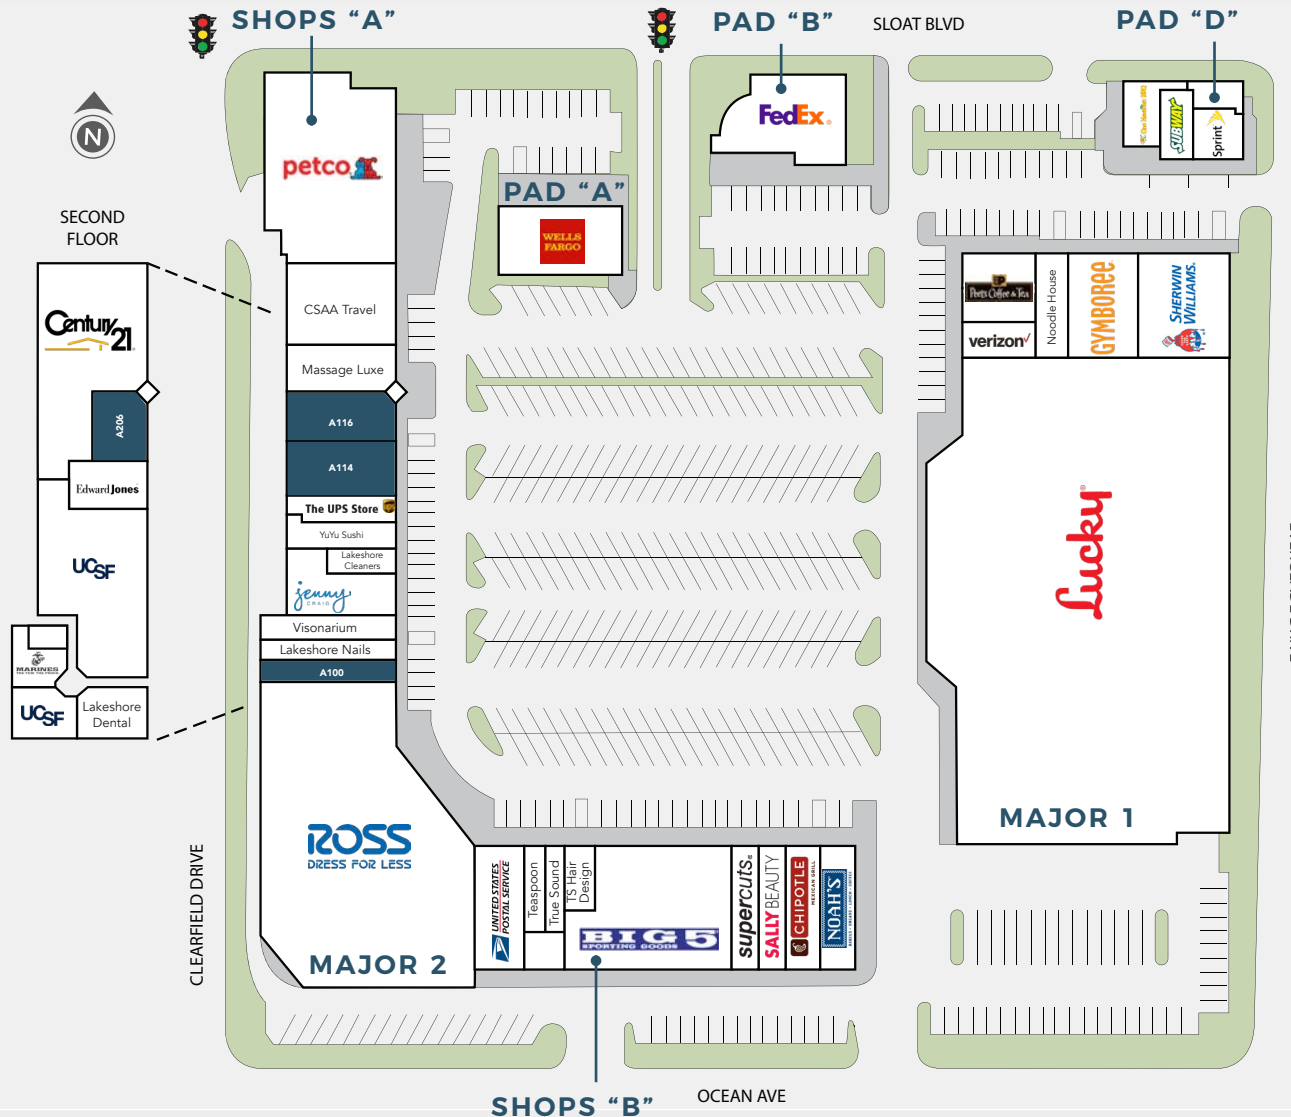 SHOPS “A”
PAD “B”
SLOAT BLVD
PAD “D”
N
SECOND
FLOOR
petco
FedEx®
SUBWAY
Sprint
PAD “A”
WELLS
FARGO
CSAA Travel
Massage Luxe
A116
A114
The UPS Store
YuYu Sushi
Lakeshore
Cleaners
jenny
CRAIG
Visonarium
Lakeshore Nails
A100
Century
21
A206
Edward Jones
UCSF
MARINES
THE FEW. THE PROUD.
UCSF
Lakeshore
Dental
Peet's Coffee & Tea
verizon
Noodle House
GYMBOREE
SHERWIN
WILLIAMS.
Lucky®
MAJOR 1
CLEARFIELD DRIVE
ROSS
DRESS FOR LESS
MAJOR 2
UNITED STATES
POSTAL SERVICE
Teaspoon
True Sound
TS Hair
Design
BIG 5
SPORTING GOODS
supercuts®
SALLY BEAUTY
CHIPOTLE
MEXICAN GRILL
NOAH'S
SHOPS “B”
OCEAN AVE